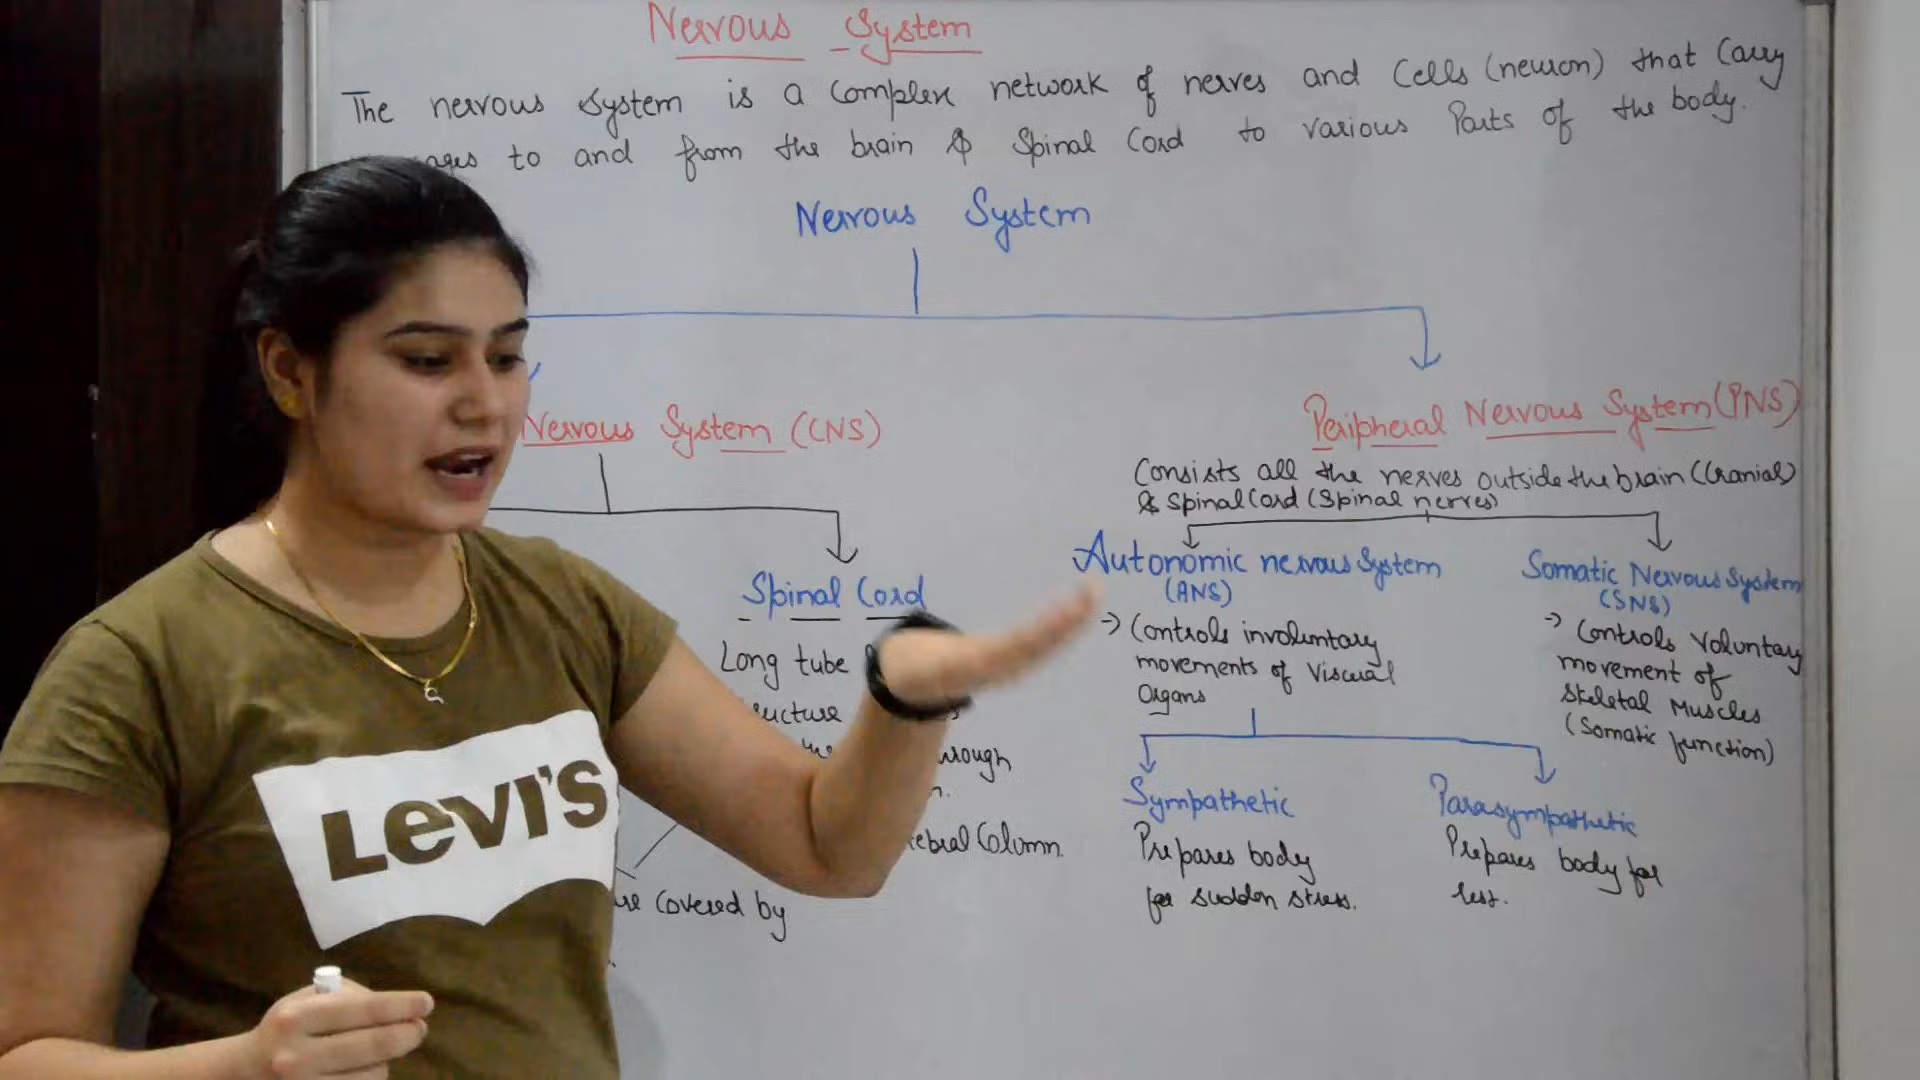 Nervous System
The nervous System is a Complex network of nerves and Cells (neuron) that Carry
to and from the brain & Spinal Cord to various Parts of the body.
Nervous System
Nervous System (CNS)
Peripheral Nervous System (PNS)
Consists all the nerves outside the brain (Cranial)
& Spinal Cord (Spinal nerves)
Spinal Cord
Long tube
Autonomic nervous System
(ANS)
-> Controls involuntary
movements of Visceral
Organs
Somatic Nervous System
(SNS)
-> Controls Voluntary
movement of
Skeletal Muscles
(Somatic function)
Sympathetic
Prepares body
for sudden stress.
Parasympathetic
Prepares body for
rest.
Column.
Covered by
LEVI'S